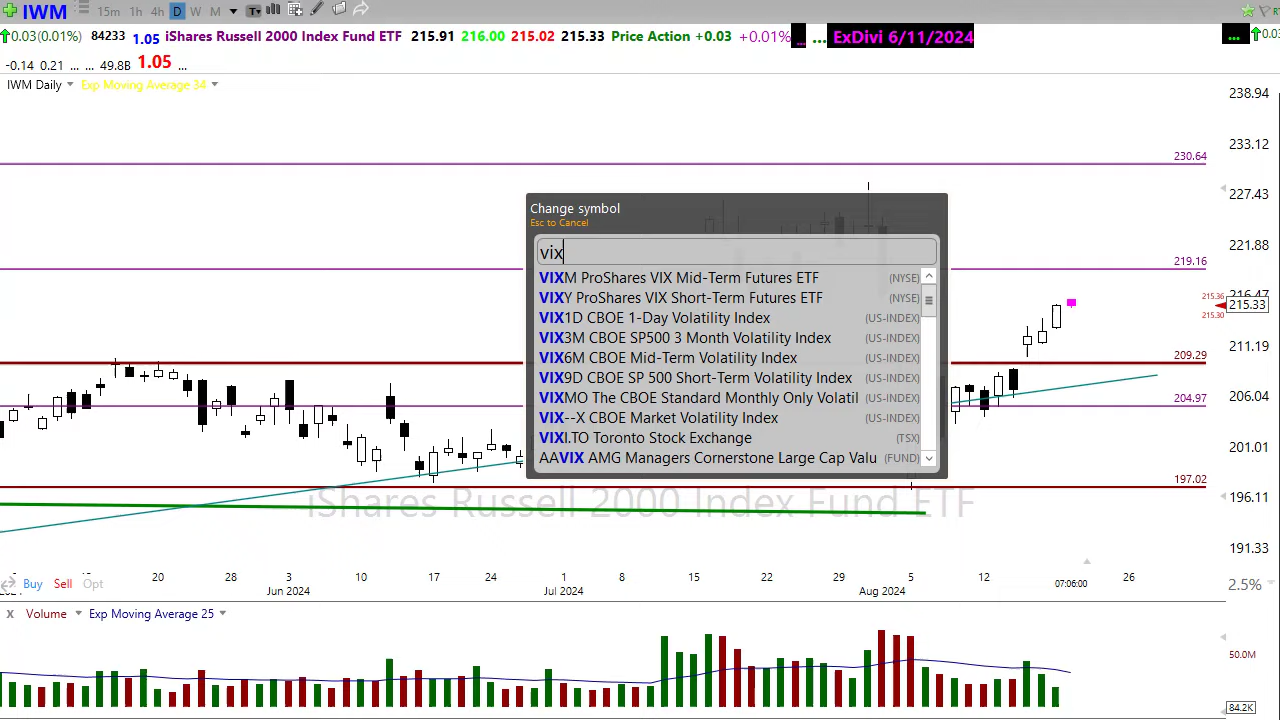 IWM 15m 1h 4h D W M T
0.03(0.01%) 84233 1.05 iShares Russell 2000 Index Fund ETF 215.91 216.00 215.02 215.33 Price Action +0.03 +0.01% ... ... ExDivi 6/11/2024 ... 0.03
-0.14 0.21 ... ... 49.8B 1.05 ...
IWM Daily Exp Moving Average 34
238.94
233.12
230.64
227.43
221.88
219.16
216.47
215.36
215.33
215.30
211.19
209.29
206.04
204.97
201.01
197.02
196.11
191.33
Change symbol
Esc to Cancel
vix
VIXM ProShares VIX Mid-Term Futures ETF (NYSE)
VIXY ProShares VIX Short-Term Futures ETF (NYSE)
VIX1D CBOE 1-Day Volatility Index (US-INDEX)
VIX3M CBOE SP500 3 Month Volatility Index (US-INDEX)
VIX6M CBOE Mid-Term Volatility Index (US-INDEX)
VIX9D CBOE SP 500 Short-Term Volatility Index (US-INDEX)
VIXMO The CBOE Standard Monthly Only Volatil (US-INDEX)
VIX--X CBOE Market Volatility Index (US-INDEX)
VIXI.TO Toronto Stock Exchange (TSX)
AAVIX AMG Managers Cornerstone Large Cap Valu (FUND)
iShares Russell 2000 Index Fund ETF
Buy Sell Opt
20 28 3 10 17 24 1 8 15 22 29 5 12 07:06:00 26
Jun 2024 Jul 2024 Aug 2024
2.5%
X Volume Exp Moving Average 25
50.0M
84.2K